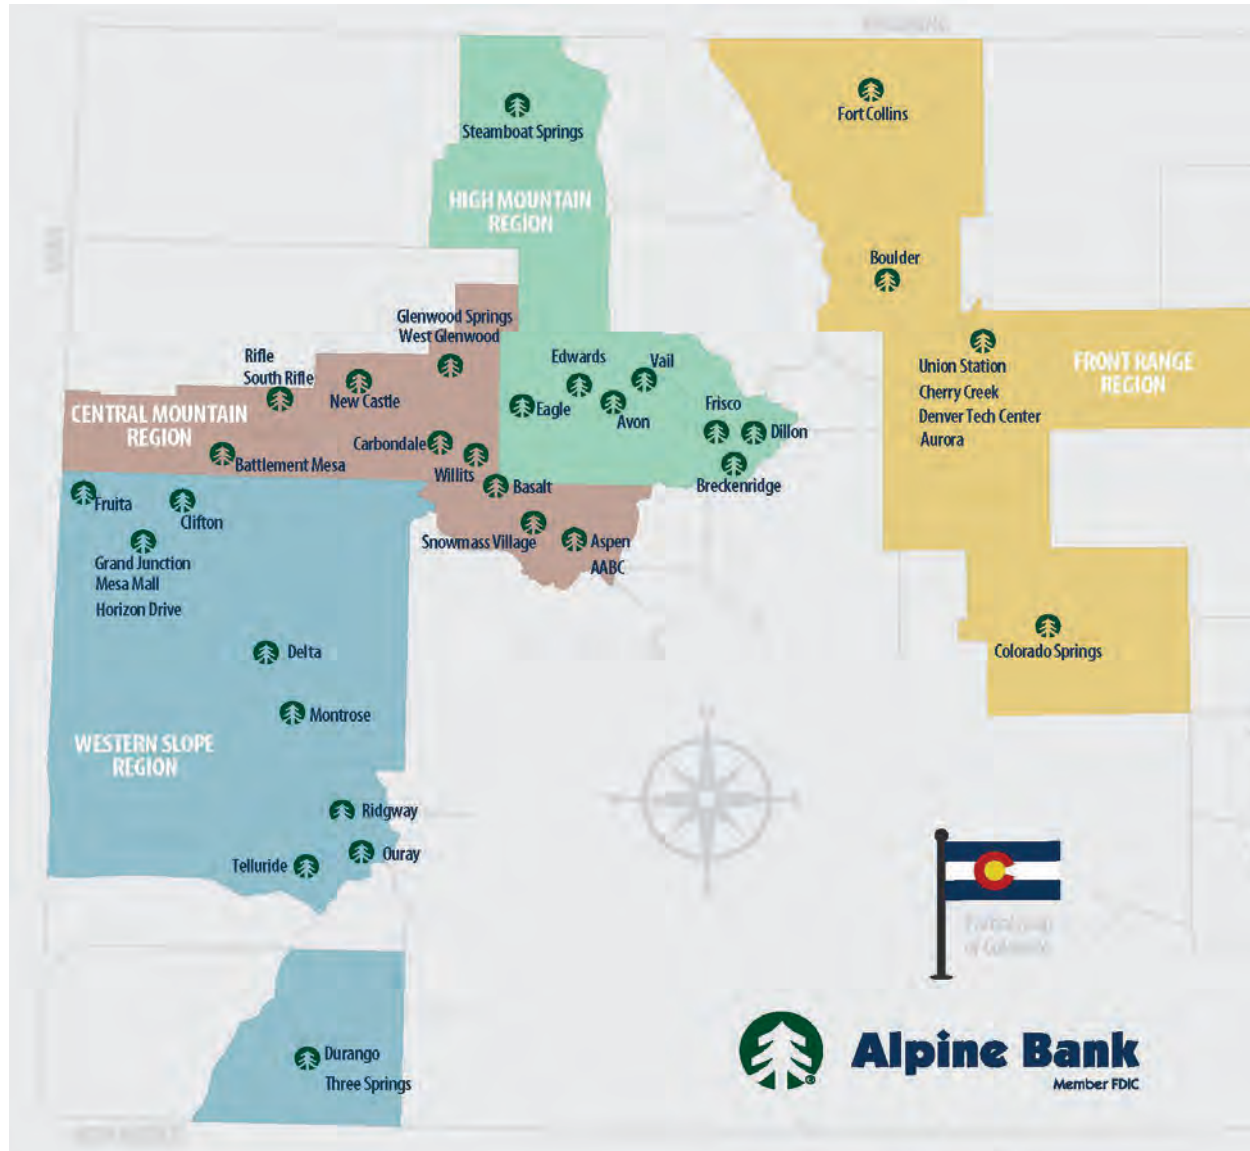 Steamboat Springs
HIGH MOUNTAIN
REGION
Fort Collins
Boulder
Union Station
Cherry Creek
Denver Tech Center
Aurora
FRONT RANGE
REGION
Colorado Springs
Glenwood Springs
West Glenwood
Rifle
South Rifle
New Castle
CENTRAL MOUNTAIN
REGION
Battlement Mesa
Carbondale
Willits
Basalt
Snowmass Village
Aspen
AABC
Edwards
Vail
Eagle
Avon
Frisco
Dillon
Breckenridge
Fruita
Clifton
Grand Junction
Mesa Mall
Horizon Drive
Delta
Montrose
WESTERN SLOPE
REGION
Ridgway
Ouray
Telluride
Durango
Three Springs
Alpine Bank
Member FDIC